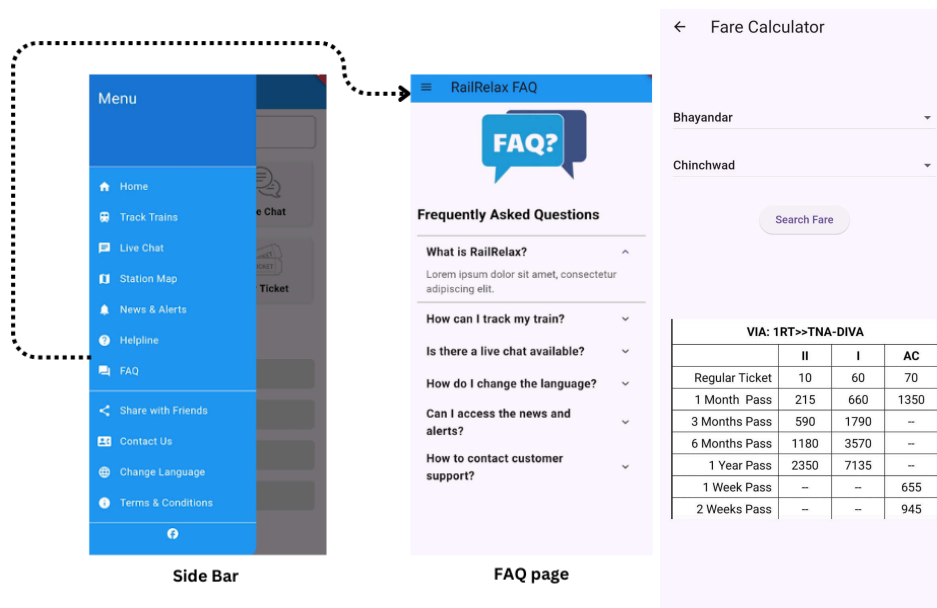 Menu
Home
Track Trains
Live Chat
Station Map
News & Alerts
Helpline
FAQ
Share with Friends
Contact Us
Change Language
Terms & Conditions
e Chat
Ticket
Side Bar
RailRelax FAQ
FAQ?
Frequently Asked Questions
What is RailRelax?
Lorem ipsum dolor sit amet, consectetur
adipiscing elit.
How can I track my train?
Is there a live chat available?
How do I change the language?
Can I access the news and
alerts?
How to contact customer
support?
FAQ page
Fare Calculator
Bhayandar
Chinchwad
Search Fare
VIA: 1RT>>TNA-DIVA
II I AC
Regular Ticket 10 60 70
1 Month Pass 215 660 1350
3 Months Pass 590 1790 --
6 Months Pass 1180 3570 --
1 Year Pass 2350 7135 --
1 Week Pass -- -- 655
2 Weeks Pass -- -- 945